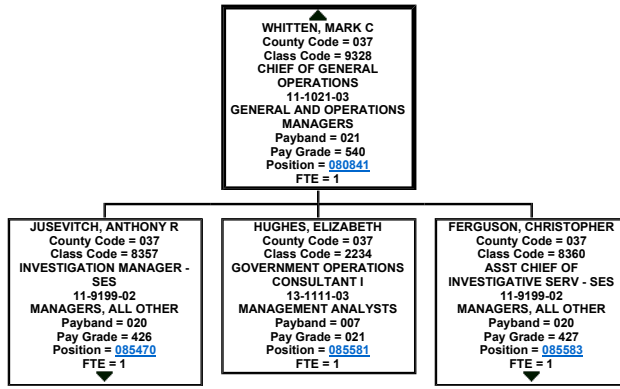 WHITTEN, MARK C
County Code = 037
Class Code = 9328
CHIEF OF GENERAL
OPERATIONS
11-1021-03
GENERAL AND OPERATIONS
MANAGERS
Payband = 021
Pay Grade = 540
Position = 080841
FTE = 1
JUSEVITCH, ANTHONY R
County Code = 037
Class Code = 8357
INVESTIGATION MANAGER -
SES
11-9199-02
MANAGERS, ALL OTHER
Payband = 020
Pay Grade = 426
Position = 085470
FTE = 1
HUGHES, ELIZABETH
County Code = 037
Class Code = 2234
GOVERNMENT OPERATIONS
CONSULTANT I
13-1111-03
MANAGEMENT ANALYSTS
Payband = 007
Pay Grade = 021
Position = 085581
FTE = 1
FERGUSON, CHRISTOPHER
County Code = 037
Class Code = 8360
ASST CHIEF OF
INVESTIGATIVE SERV - SES
11-9199-02
MANAGERS, ALL OTHER
Payband = 020
Pay Grade = 427
Position = 085583
FTE = 1